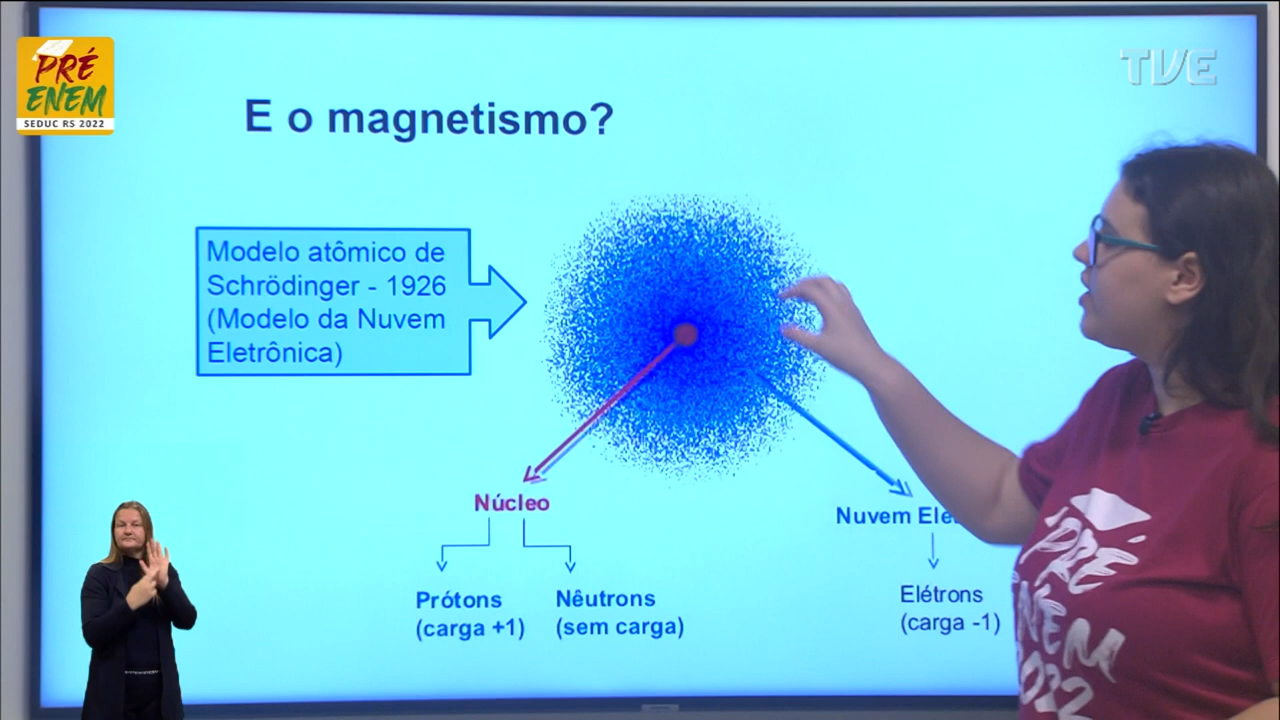 PRÉ
ENEM
SEDUC RS 2022
TVE
E o magnetismo?
Modelo atômico de
Schrödinger - 1926
(Modelo da Nuvem
Eletrônica)
Núcleo
Nuvem
Prótons
(carga +1)
Nêutrons
(sem carga)
Elétrons
(carga -1)
PRÉ
ENEM
2022